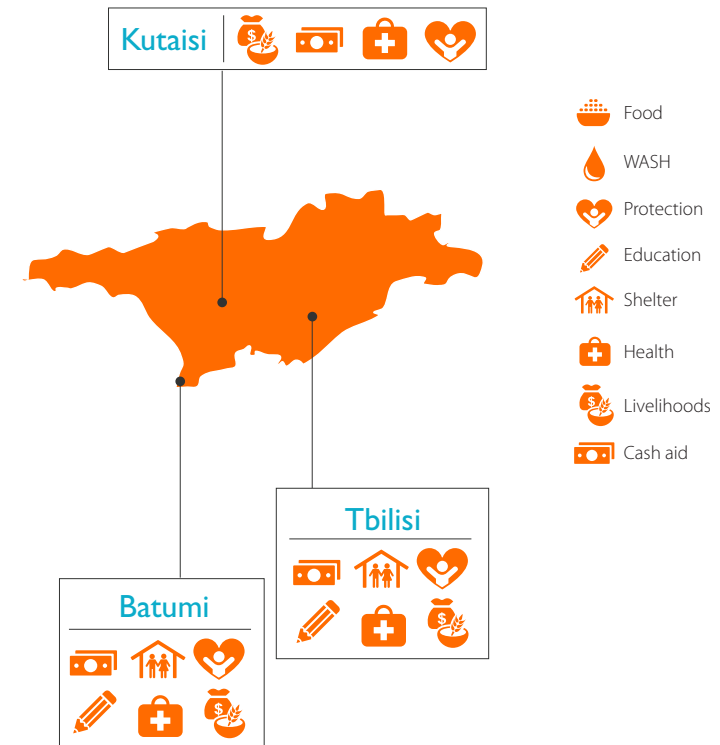 Kutaisi
Food
WASH
Protection
Education
Shelter
Health
Livelihoods
Cash aid
Tbilisi
Batumi